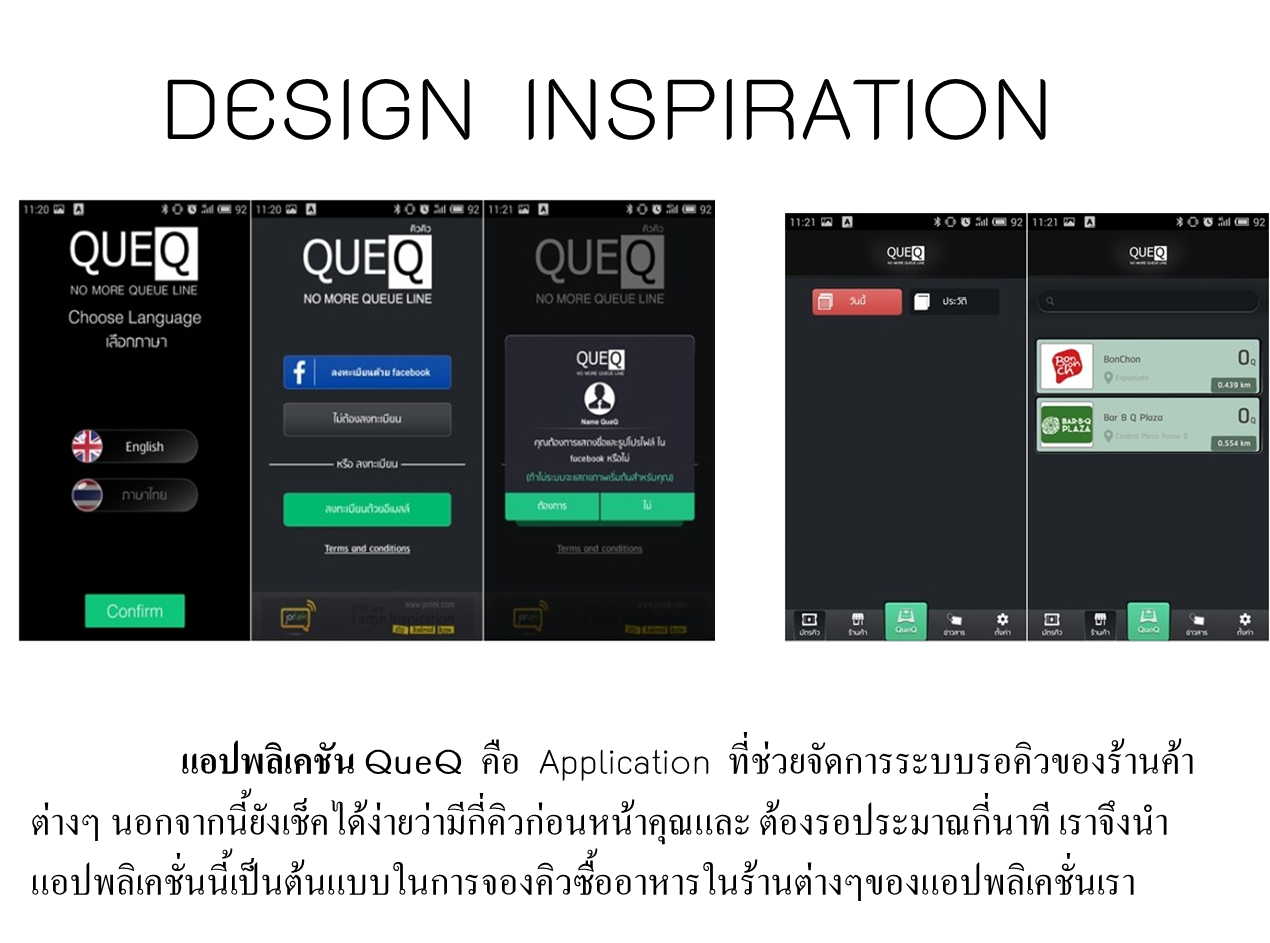 DESIGN INSPIRATION
11:20
92
QUEQ
NO MORE QUEUE LINE
Choose Language
เลือกภาษา
English
ภาษาไทย
Confirm
11:20
92
คิวคิว
QUEQ
NO MORE QUEUE LINE
ลงทะเบียนด้วย facebook
ไม่ต้องลงทะเบียน
หรือ ลงทะเบียน
ลงทะเบียนด้วยอีเมลล์
Terms and conditions
www.jortek.com
11:21
92
คิวคิว
QUEQ
NO MORE QUEUE LINE
QUEQ
NO MORE QUEUE LINE
Name QueQ
คุณต้องการแสดงชื่อและรูปโปรไฟล์ ใน
facebook หรือไม่
(ถ้าไม่ระบบจะแสดงภาพเริ่มต้นสำหรับคุณ)
ต้องการ ไม่
Terms and conditions
11:21
92
QUEQ
NO MORE QUEUE LINE
วันนี้ ประวัติ
บัตรคิว ร้านค้า QueQ ข่าวสาร ตั้งค่า
11:21
92
QUEQ
NO MORE QUEUE LINE
BonChon
BonChon 0Q
Esplanade 0.439 km
BAR·B·Q PLAZA
Bar B Q Plaza 0Q
Central Plaza Rama 9 0.554 km
บัตรคิว ร้านค้า QueQ ข่าวสาร ตั้งค่า
แอปพลิเคชัน QueQ คือ Application ที่ช่วยจัดการระบบรอคิวของร้านค้า
ต่างๆ นอกจากนี้ยังเช็คได้ง่ายว่ามีกี่คิวก่อนหน้าคุณและ ต้องรอประมาณกี่นาที เราจึงนำ
แอปพลิเคชั่นนี้เป็นต้นแบบในการจองคิวซื้ออาหารในร้านต่างๆของแอปพลิเคชั่นเรา